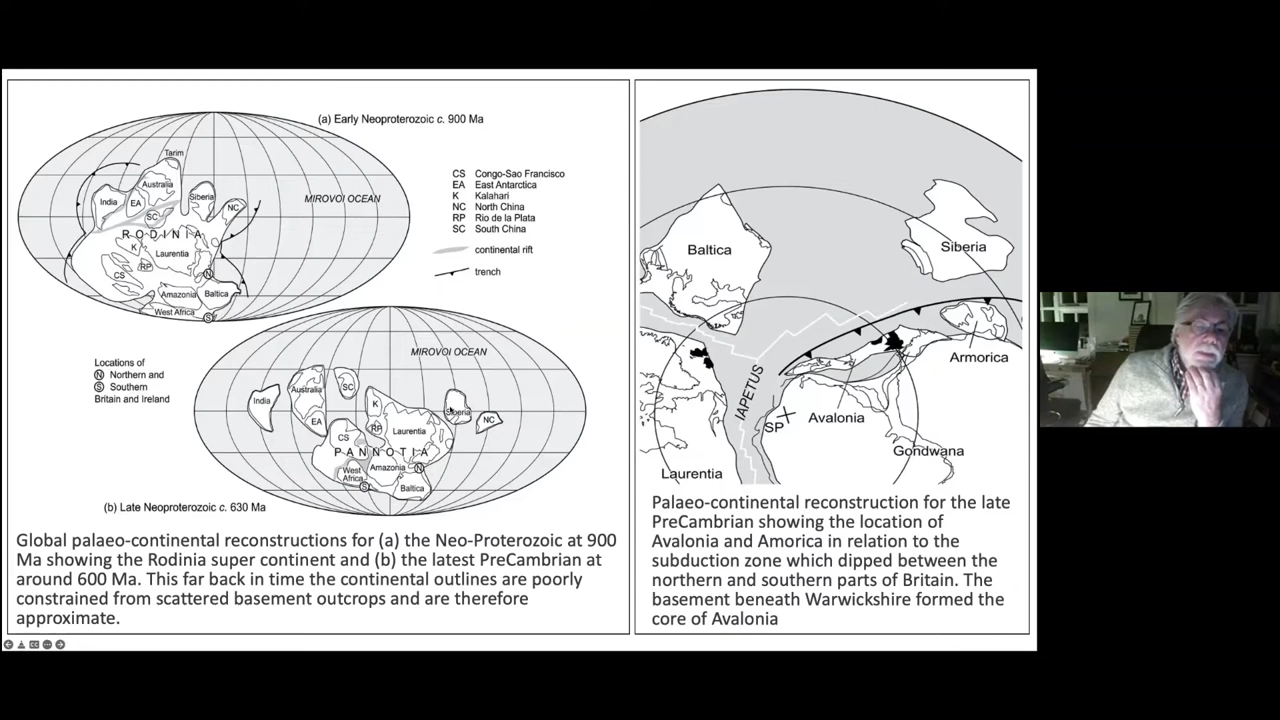 (a) Early Neoproterozoic c. 900 Ma
Tarim
Australia
India
EA
Siberia
NC
SC
MIROVOI OCEAN
RODINIA
K
Laurentia
CS
RP
N
Amazonia
Baltica
West Africa
S
CS Congo-Sao Francisco
EA East Antarctica
K Kalahari
NC North China
RP Rio de la Plata
SC South China
continental rift
trench
MIROVOI OCEAN
Locations of
N Northern and
S Southern
Britain and Ireland
India
Australia
SC
K
Siberia
NC
EA
RP
Laurentia
CS
PANNOTIA
West
Africa
Amazonia
N
S
Baltica
(b) Late Neoproterozoic c. 630 Ma
Global palaeo-continental reconstructions for (a) the Neo-Proterozoic at 900
Ma showing the Rodinia super continent and (b) the latest PreCambrian at
around 600 Ma. This far back in time the continental outlines are poorly
constrained from scattered basement outcrops and are therefore
approximate.
Baltica
Siberia
Armorica
IAPETUS
SP
Avalonia
Gondwana
Laurentia
Palaeo-continental reconstruction for the late
PreCambrian showing the location of
Avalonia and Amorica in relation to the
subduction zone which dipped between the
northern and southern parts of Britain. The
basement beneath Warwickshire formed the
core of Avalonia